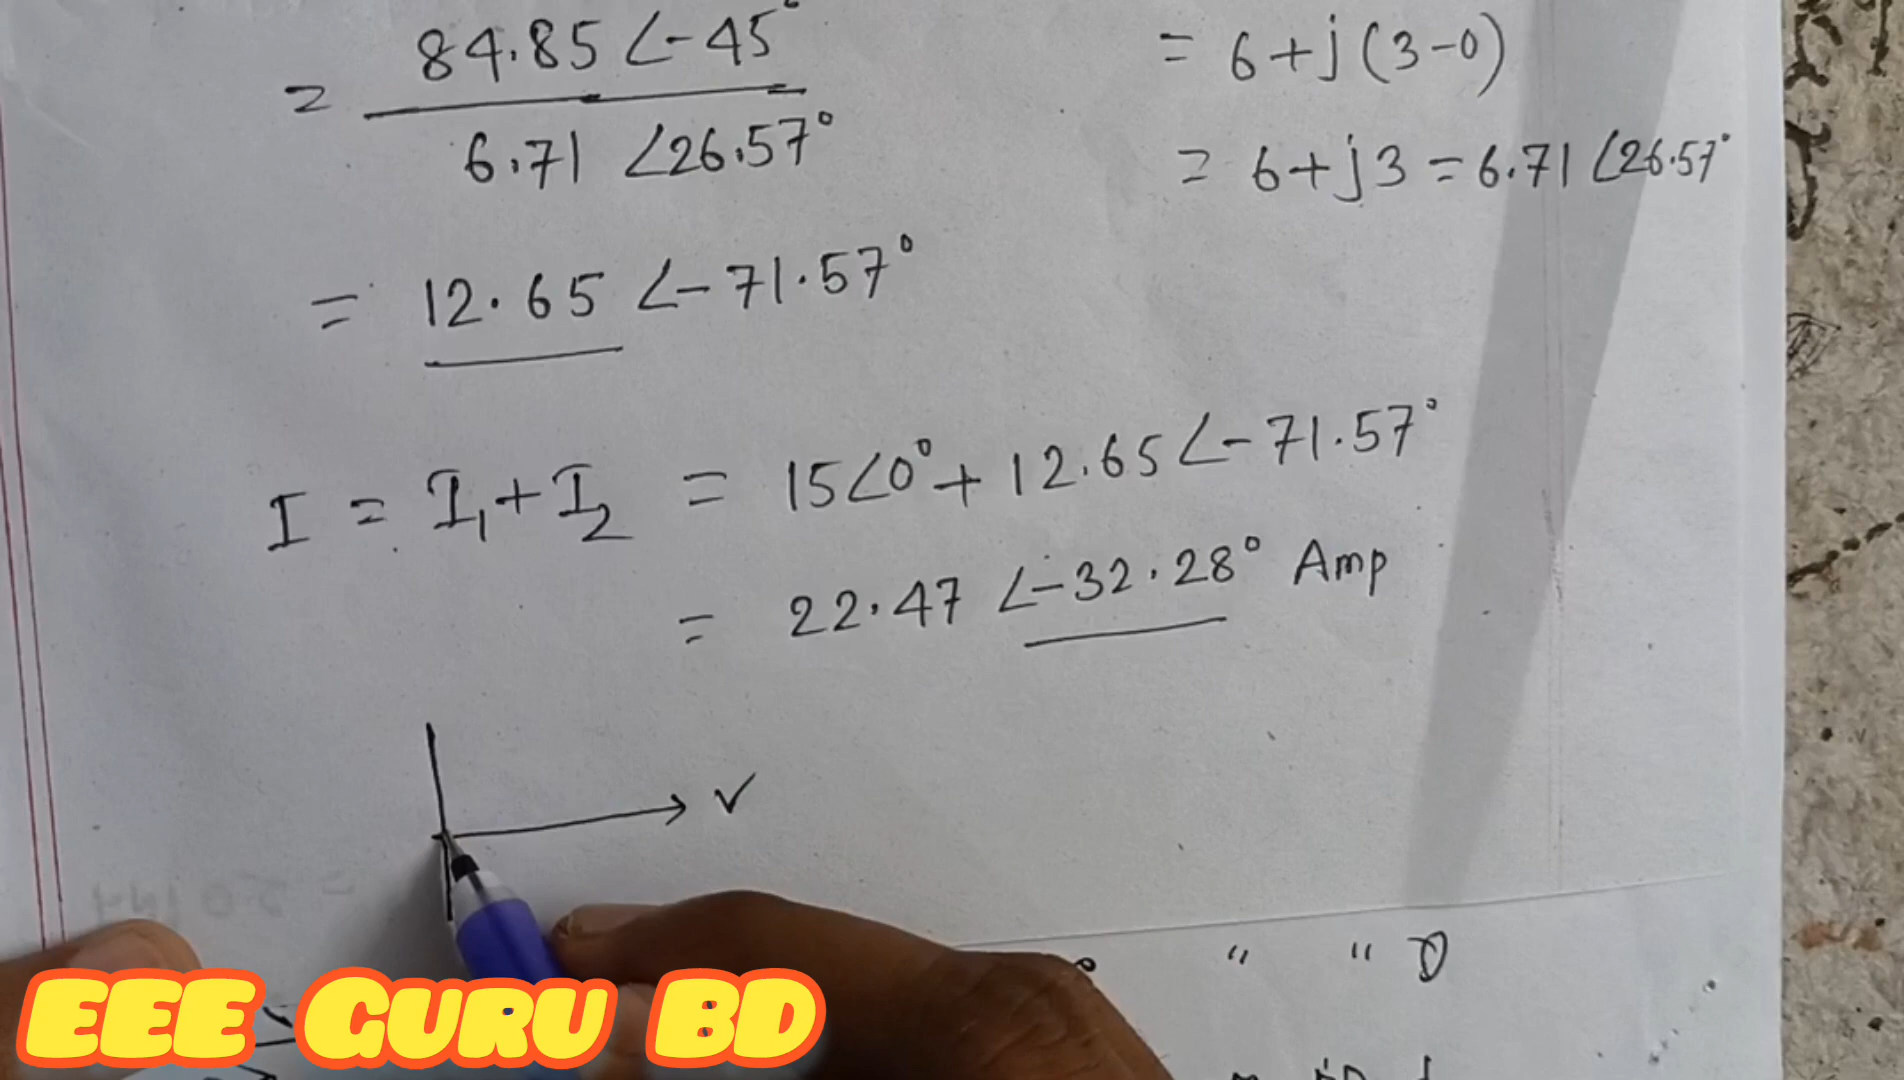 = 84.85 ∠-45° / 6.71 ∠26.57°
= 6+j(3-0)
= 6+j3 = 6.71 ∠26.57°
= 12.65 ∠-71.57°
I = I₁+I₂ = 15∠0° + 12.65∠-71.57°
= 22.47 ∠-32.28° Amp
V
" " D
EEE GURU BD